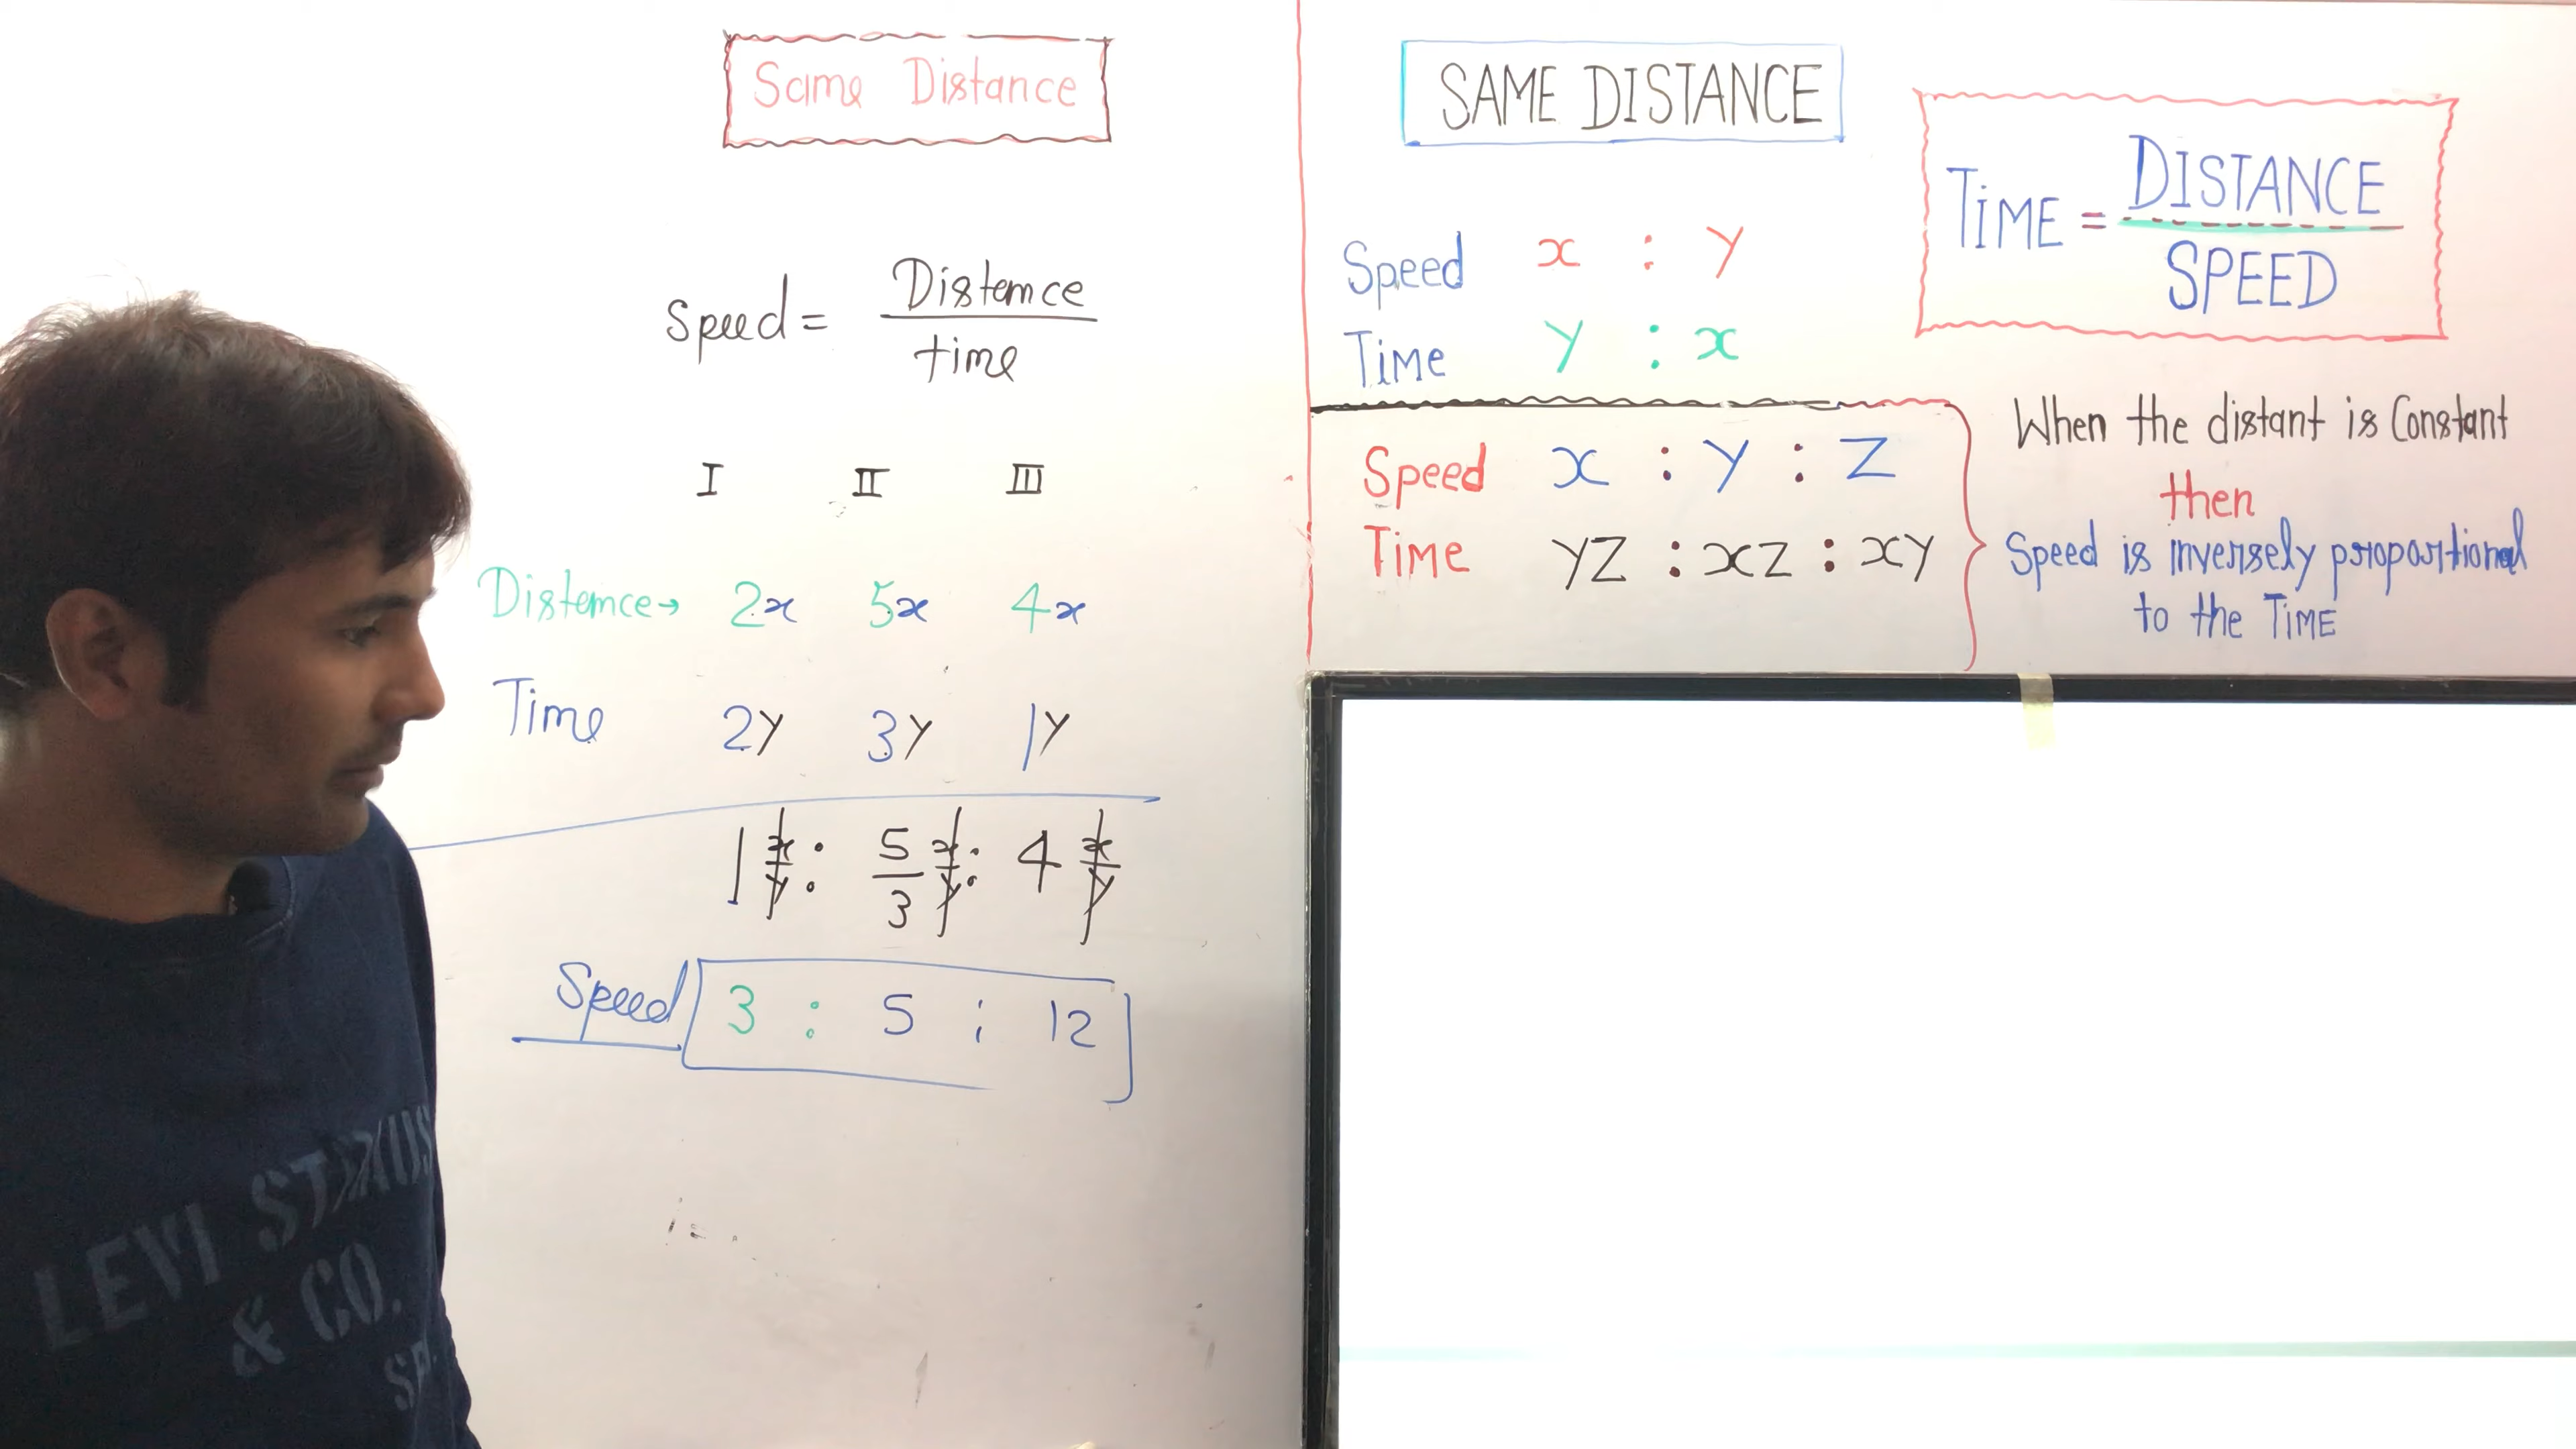 Same Distance
Speed = Distance / time
I II III
Distance → 2x 5x 4x
Time 2y 3y 1y
1 x/y : 5/3 x/y : 4 x/y
Speed 3 : 5 : 12
SAME DISTANCE
Speed x : y
Time y : x
TIME = DISTANCE / SPEED
Speed x : y : z
Time yz : xz : xy
When the distant is Constant
then
Speed is inversely proportional
to the TIME
LEVI STRAUSS
& CO.